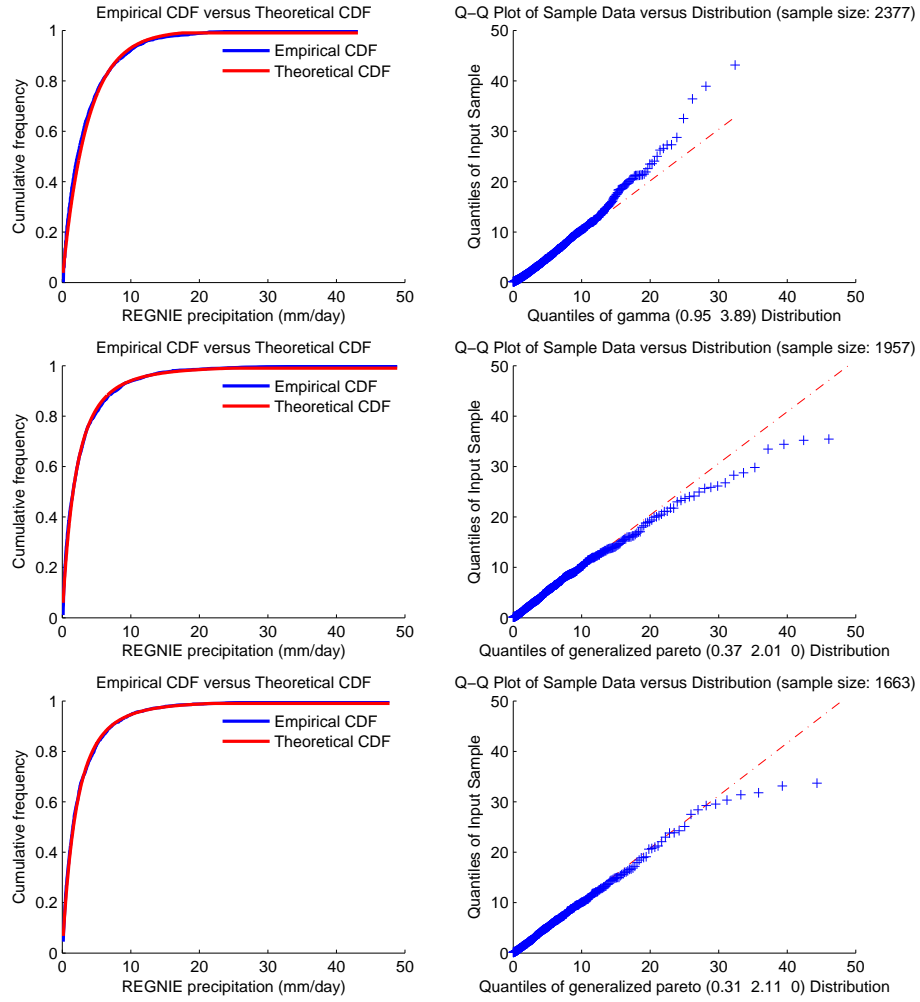 Empirical CDF versus Theoretical CDF
1
0.8
0.6
0.4
0.2
0
Cumulative frequency
Empirical CDF
Theoretical CDF
0 10 20 30 40 50
REGNIE precipitation (mm/day)
Q-Q Plot of Sample Data versus Distribution (sample size: 2377)
50
40
30
20
10
0
Quantiles of Input Sample
0 10 20 30 40 50
Quantiles of gamma (0.95 3.89) Distribution
Empirical CDF versus Theoretical CDF
1
0.8
0.6
0.4
0.2
0
Cumulative frequency
Empirical CDF
Theoretical CDF
0 10 20 30 40 50
REGNIE precipitation (mm/day)
Q-Q Plot of Sample Data versus Distribution (sample size: 1957)
50
40
30
20
10
0
Quantiles of Input Sample
0 10 20 30 40 50
Quantiles of generalized pareto (0.37 2.01 0) Distribution
Empirical CDF versus Theoretical CDF
1
0.8
0.6
0.4
0.2
0
Cumulative frequency
Empirical CDF
Theoretical CDF
0 10 20 30 40 50
REGNIE precipitation (mm/day)
Q-Q Plot of Sample Data versus Distribution (sample size: 1663)
50
40
30
20
10
0
Quantiles of Input Sample
0 10 20 30 40 50
Quantiles of generalized pareto (0.31 2.11 0) Distribution